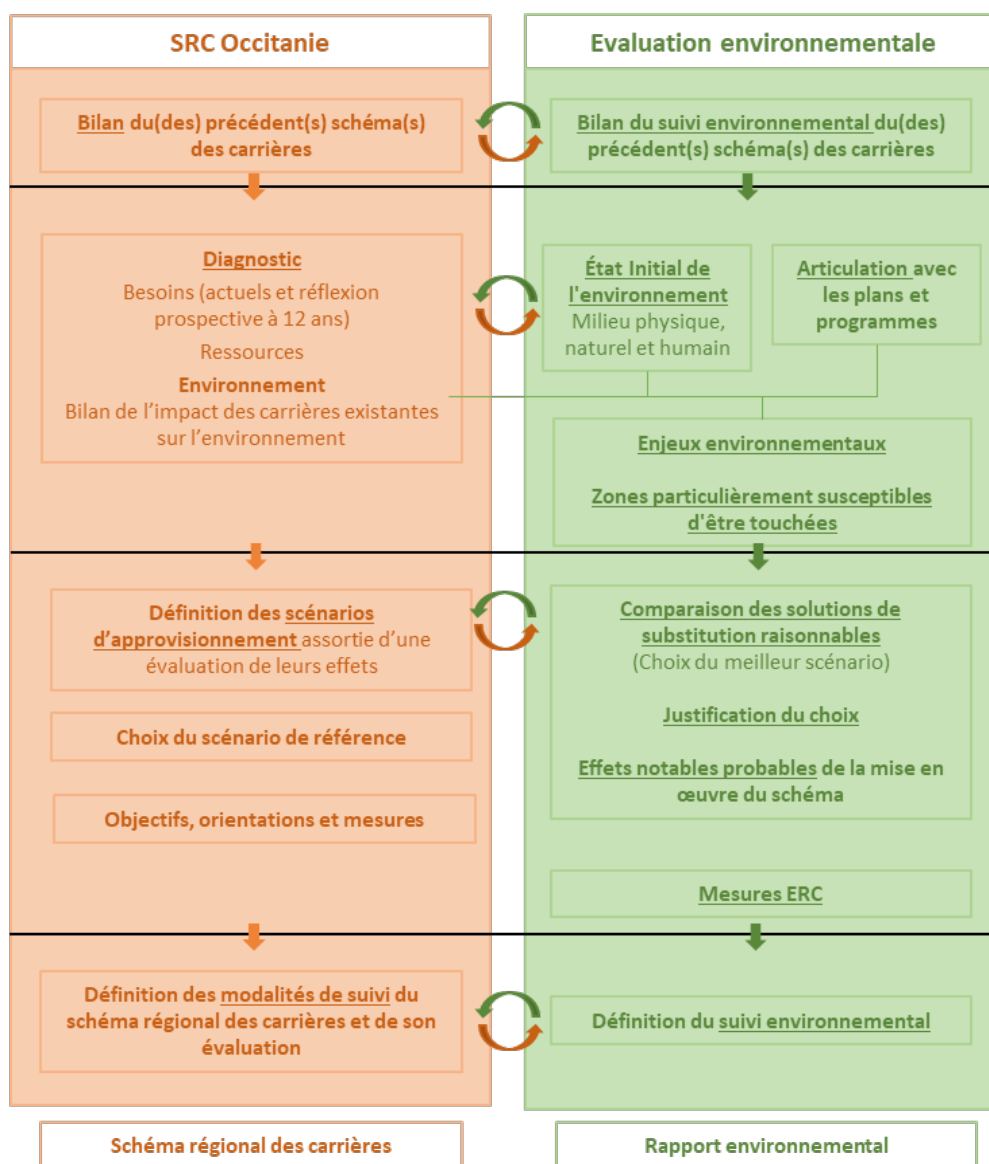 SRC Occitanie
Evaluation environnementale
Bilan du(des) précédent(s) schéma(s)
des carrières
Bilan du suivi environnemental du(des)
précédent(s) schéma(s) des carrières
Diagnostic
Besoins (actuels et réflexion
prospective à 12 ans)
Ressources
Environnement
Bilan de l’impact des carrières existantes
sur l’environnement
État Initial de
l'environnement
Milieu physique,
naturel et humain
Articulation avec
les plans et
programmes
Enjeux environnementaux
Zones particulièrement susceptibles
d'être touchées
Définition des scénarios
d’approvisionnement assortie d’une
évaluation de leurs effets
Choix du scénario de référence
Objectifs, orientations et mesures
Comparaison des solutions de
substitution raisonnables
(Choix du meilleur scénario)
Justification du choix
Effets notables probables de la mise en
œuvre du schéma
Mesures ERC
Définition des modalités de suivi du
schéma régional des carrières et de son
évaluation
Définition du suivi environnemental
Schéma régional des carrières
Rapport environnemental